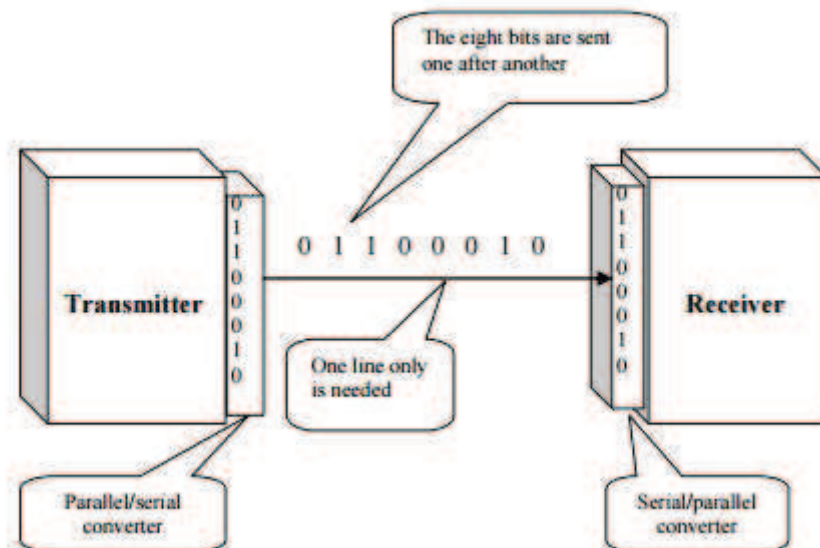 The eight bits are sent
one after another
0 1 1 0 0 0 1 0
Transmitter
0
1
1
0
0
0
1
0
0
1
1
0
0
0
1
0
Receiver
One line only
is needed
Parallel/serial
converter
Serial/parallel
converter